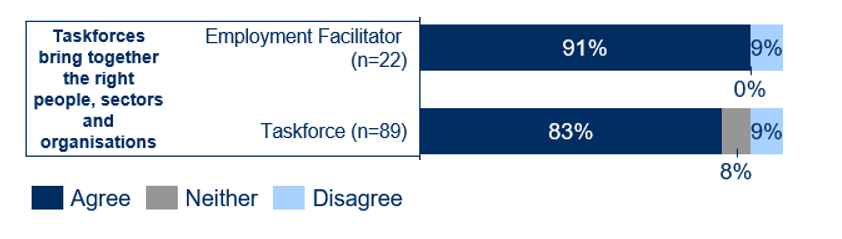 Taskforces
bring together
the right
people, sectors
and
organisations
Employment Facilitator
(n=22)
91%
9%
0%
Taskforce (n=89)
83%
9%
8%
Agree
Neither
Disagree